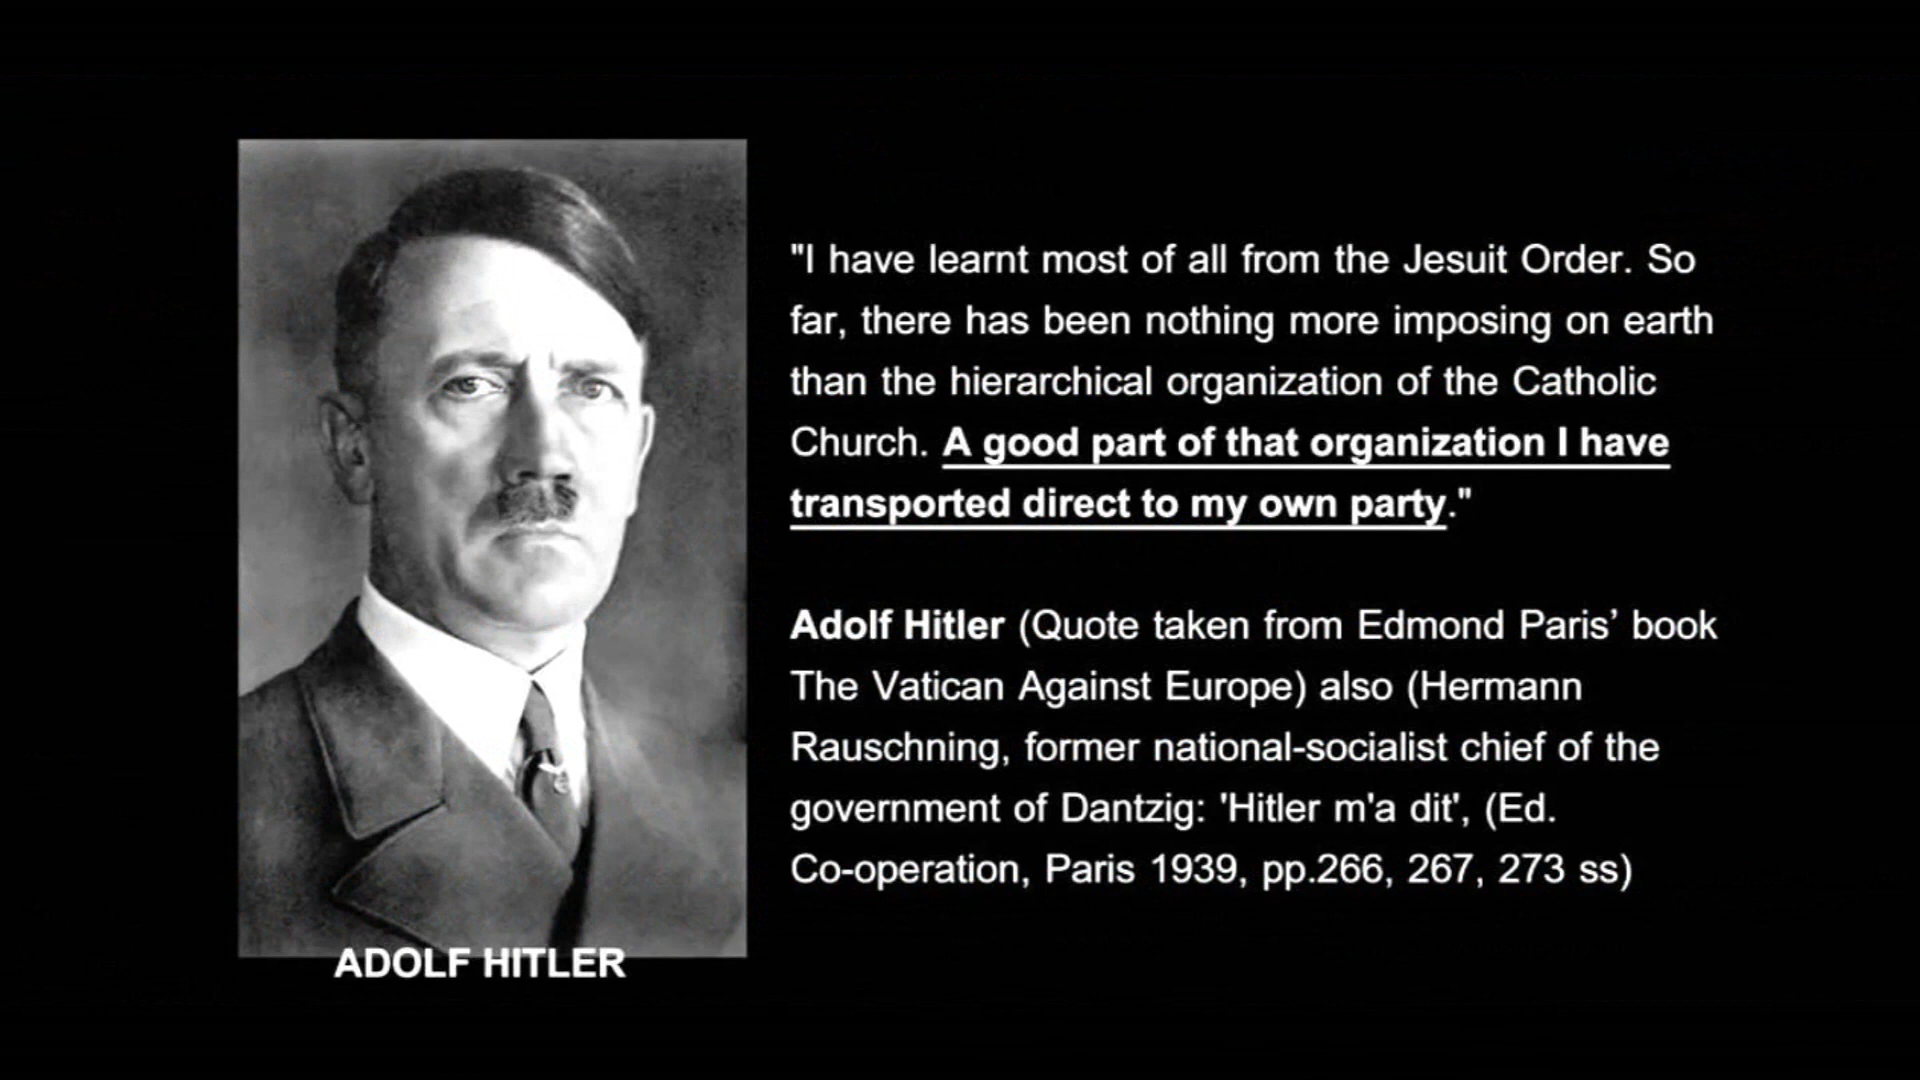 "I have learnt most of all from the Jesuit Order. So
far, there has been nothing more imposing on earth
than the hierarchical organization of the Catholic
Church. A good part of that organization I have
transported direct to my own party."
Adolf Hitler (Quote taken from Edmond Paris’ book
The Vatican Against Europe) also (Hermann
Rauschning, former national-socialist chief of the
government of Dantzig: 'Hitler m'a dit', (Ed.
Co-operation, Paris 1939, pp.266, 267, 273 ss)
ADOLF HITLER